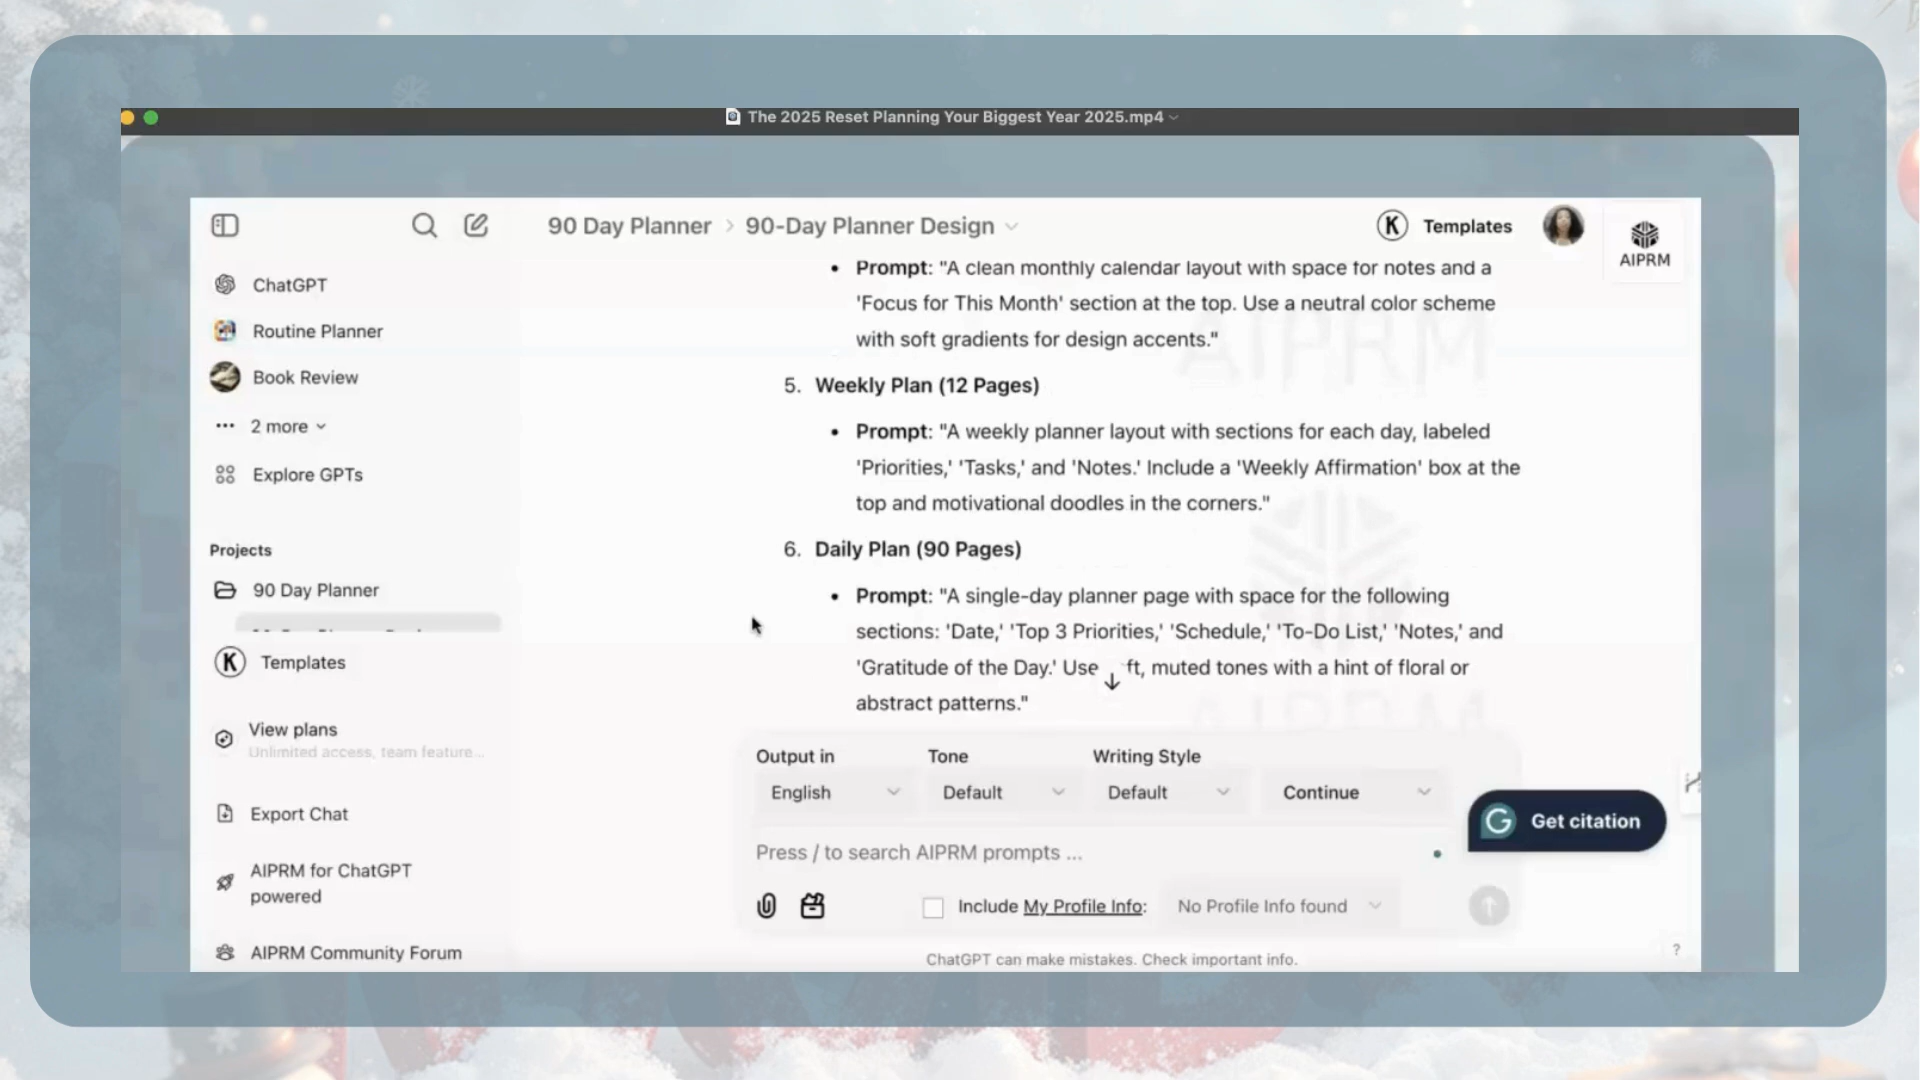 The 2025 Reset Planning Your Biggest Year 2025.mp4
90 Day Planner > 90-Day Planner Design
K Templates
AIPRM
ChatGPT
Routine Planner
Book Review
2 more
Explore GPTs
Projects
90 Day Planner
K Templates
View plans
Unlimited access, team feature...
Export Chat
AIPRM for ChatGPT
powered
AIPRM Community Forum
• Prompt: "A clean monthly calendar layout with space for notes and a
'Focus for This Month' section at the top. Use a neutral color scheme
with soft gradients for design accents."
5. Weekly Plan (12 Pages)
• Prompt: "A weekly planner layout with sections for each day, labeled
'Priorities,' 'Tasks,' and 'Notes.' Include a 'Weekly Affirmation' box at the
top and motivational doodles in the corners."
6. Daily Plan (90 Pages)
• Prompt: "A single-day planner page with space for the following
sections: 'Date,' 'Top 3 Priorities,' 'Schedule,' 'To-Do List,' 'Notes,' and
'Gratitude of the Day.' Use ft, muted tones with a hint of floral or
abstract patterns."
AIPRM
AIPRM
Output in Tone Writing Style
English Default Default Continue
Press / to search AIPRM prompts ...
Include My Profile Info: No Profile Info found
G Get citation
ChatGPT can make mistakes. Check important info.
?